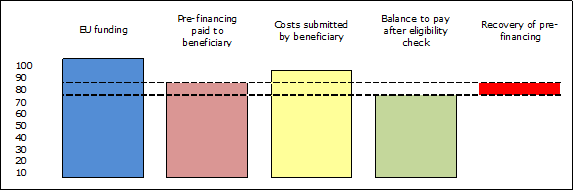 EU funding
Pre-financing
paid to
beneficiary
Costs submitted
by beneficiary
Balance to pay
after eligibility
check
Recovery of pre-
financing
100
90
80
70
60
50
40
30
20
10